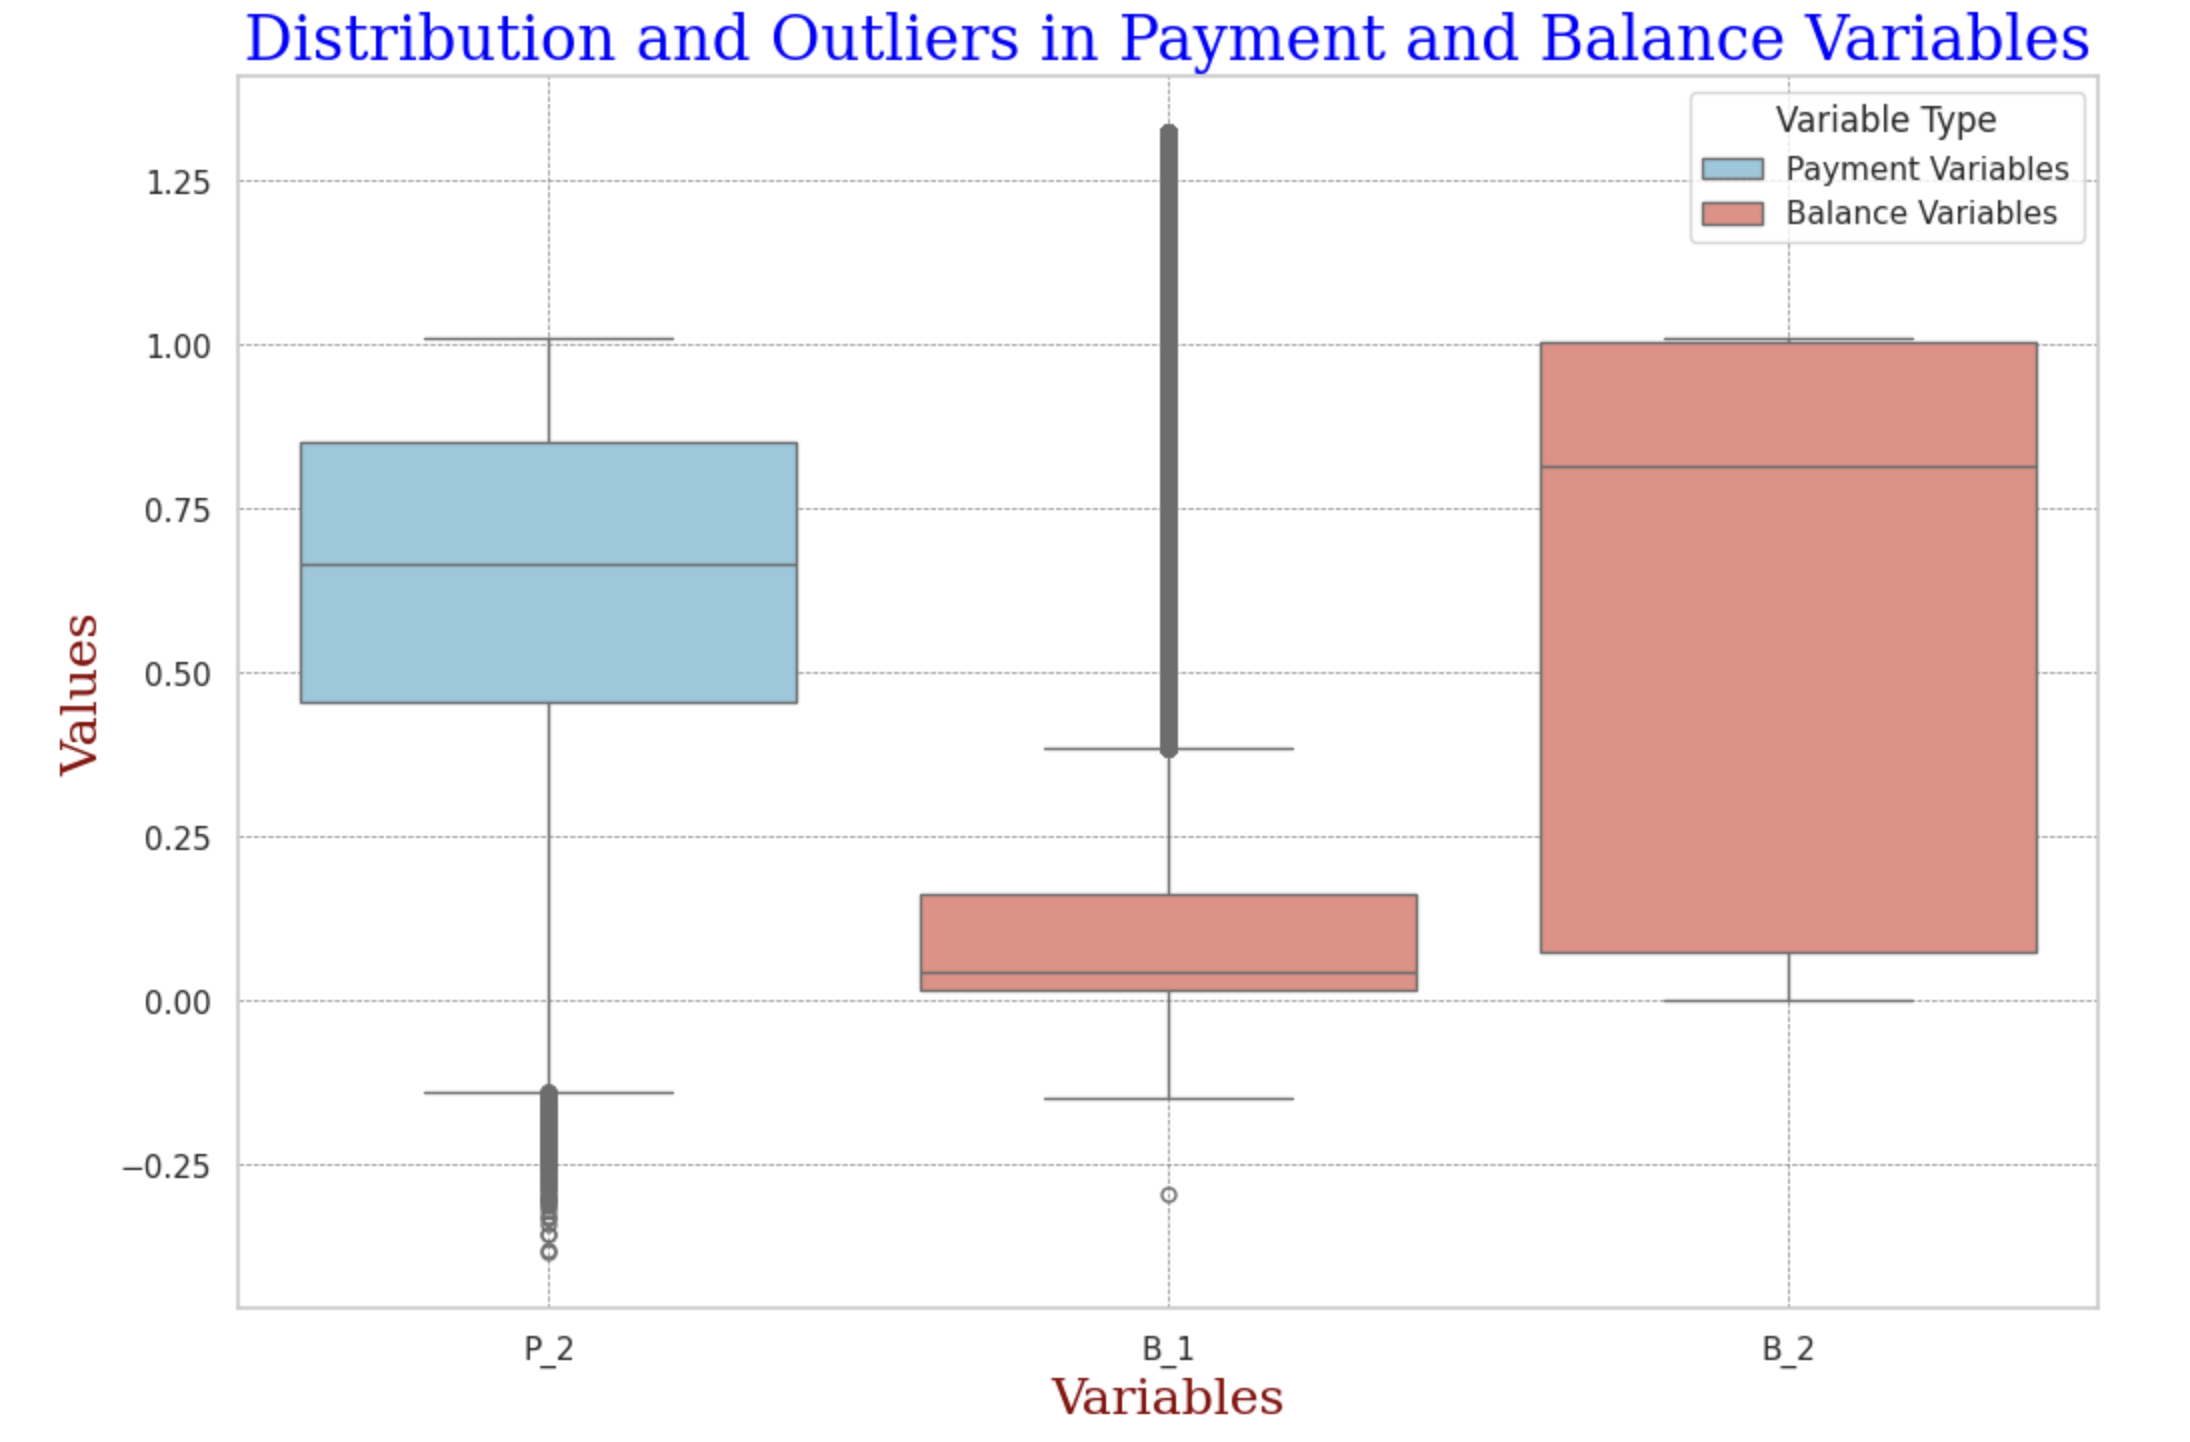 Distribution and Outliers in Payment and Balance Variables
Variable Type
Payment Variables
Balance Variables
1.25
1.00
0.75
0.50
0.25
0.00
−0.25
Values
P_2
B_1
B_2
Variables